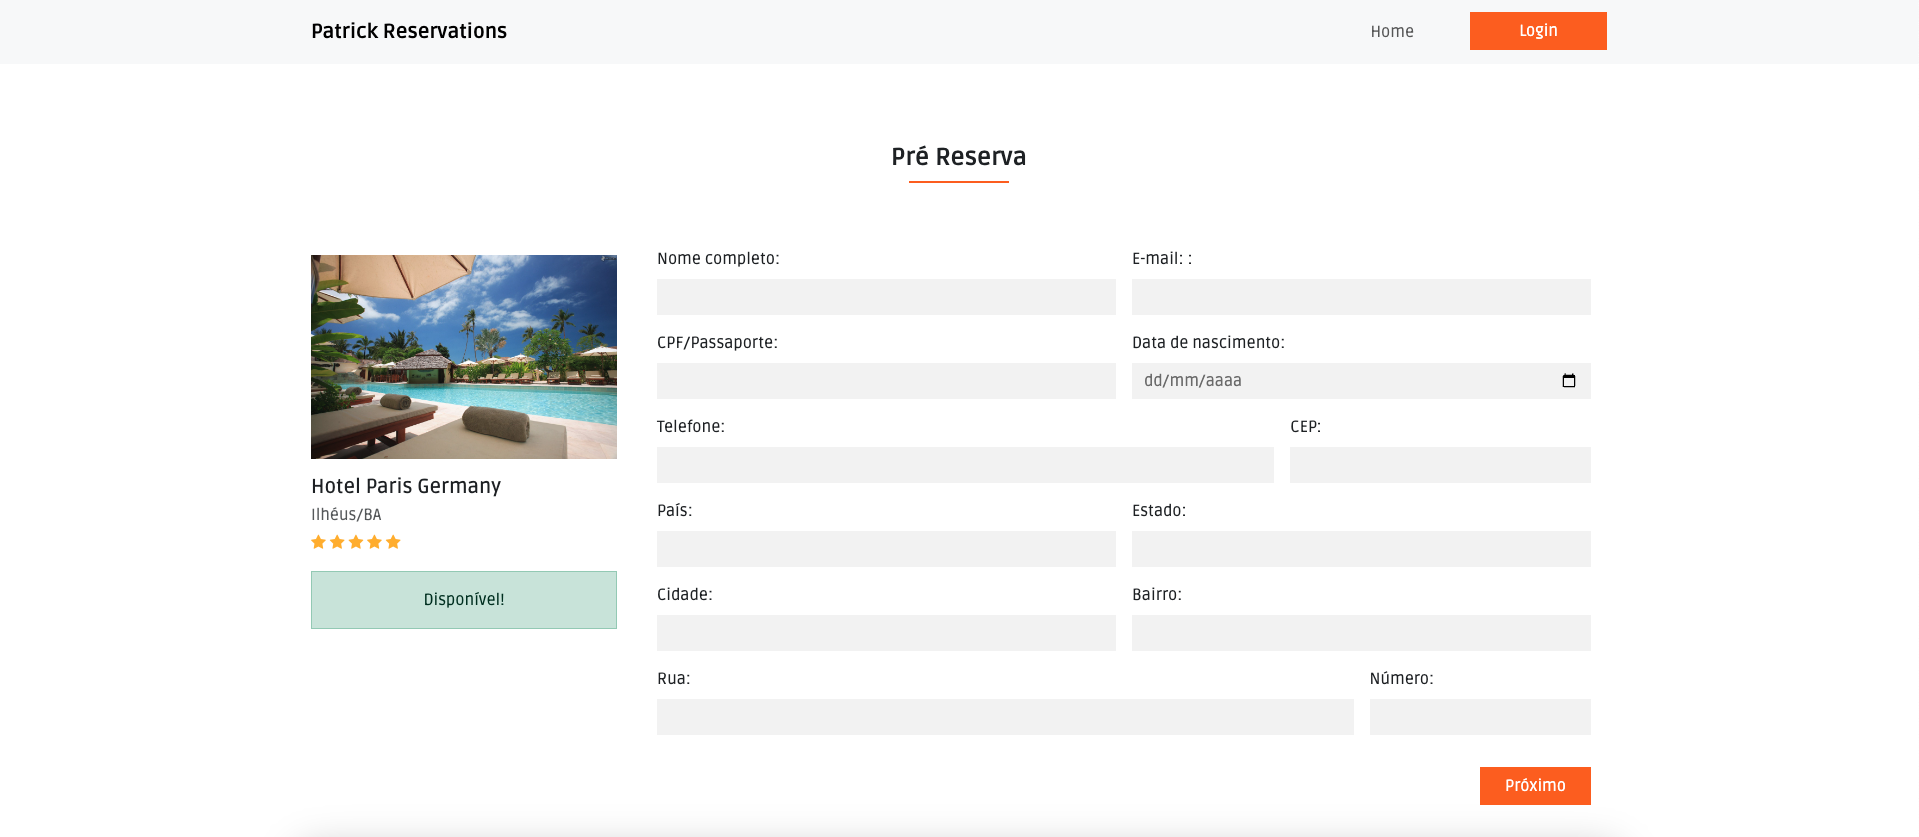 Patrick Reservations
Home
Login
Pré Reserva
Hotel Paris Germany
Ilhéus/BA
Disponível!
Nome completo:
E-mail: :
CPF/Passaporte:
Data de nascimento:
dd/mm/aaaa
Telefone:
CEP:
País:
Estado:
Cidade:
Bairro:
Rua:
Número:
Próximo